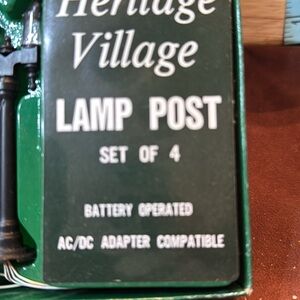 Heritage
Village
LAMP POST
SET OF 4
BATTERY OPERATED
AC/DC ADAPTER COMPATIBLE